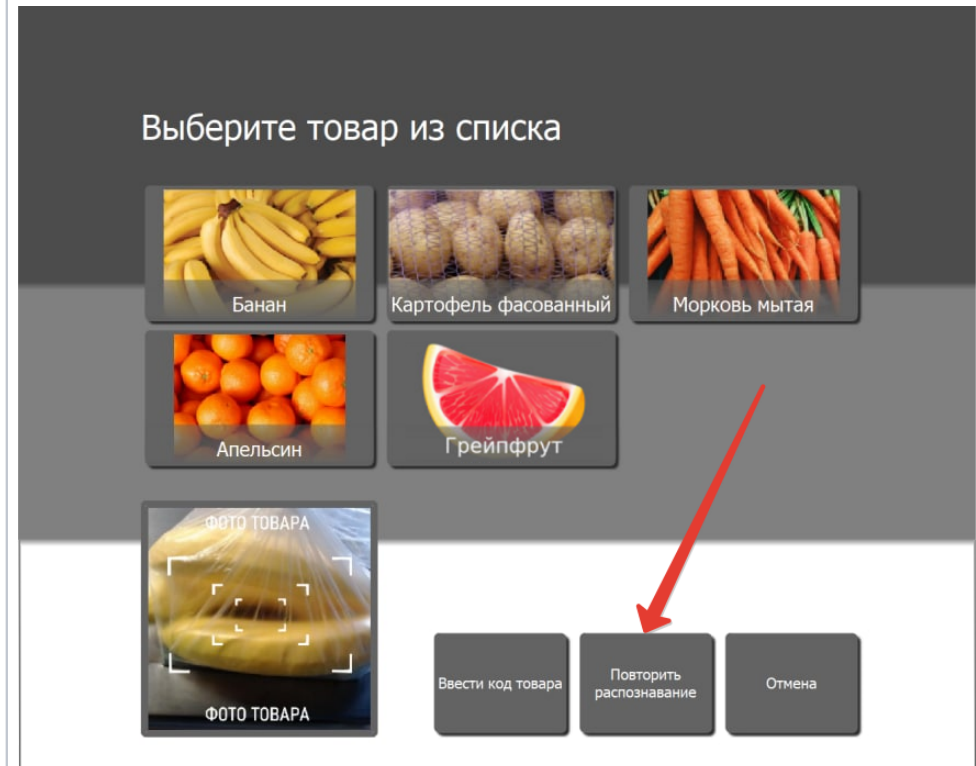 Выберите товар из списка
Банан
Картофель фасованный
Морковь мытая
Апельсин
Грейпфрут
ФОТО ТОВАРА
ФОТО ТОВАРА
Ввести код товара
Повторить
распознавание
Отмена